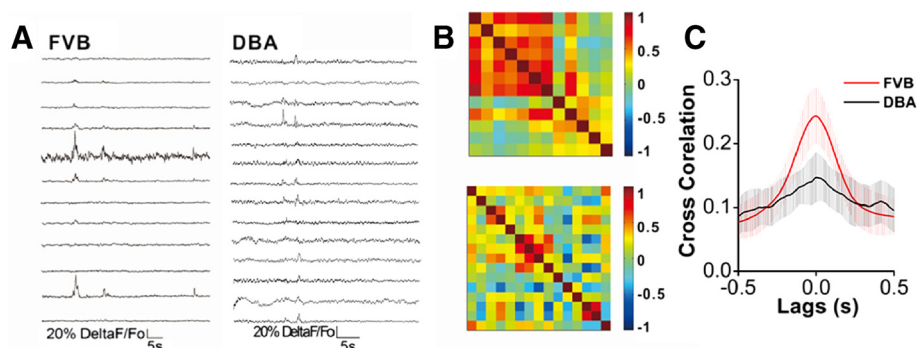 A
FVB
DBA
20% DeltaF/Fo
5s
20% DeltaF/Fo
5s
B
1
0.5
0
-0.5
-1
1
0.5
0
-0.5
-1
C
0.3
0.2
0.1
0.0
Cross Corelation
FVB
DBA
-0.5
0.0
0.5
Lags (s)